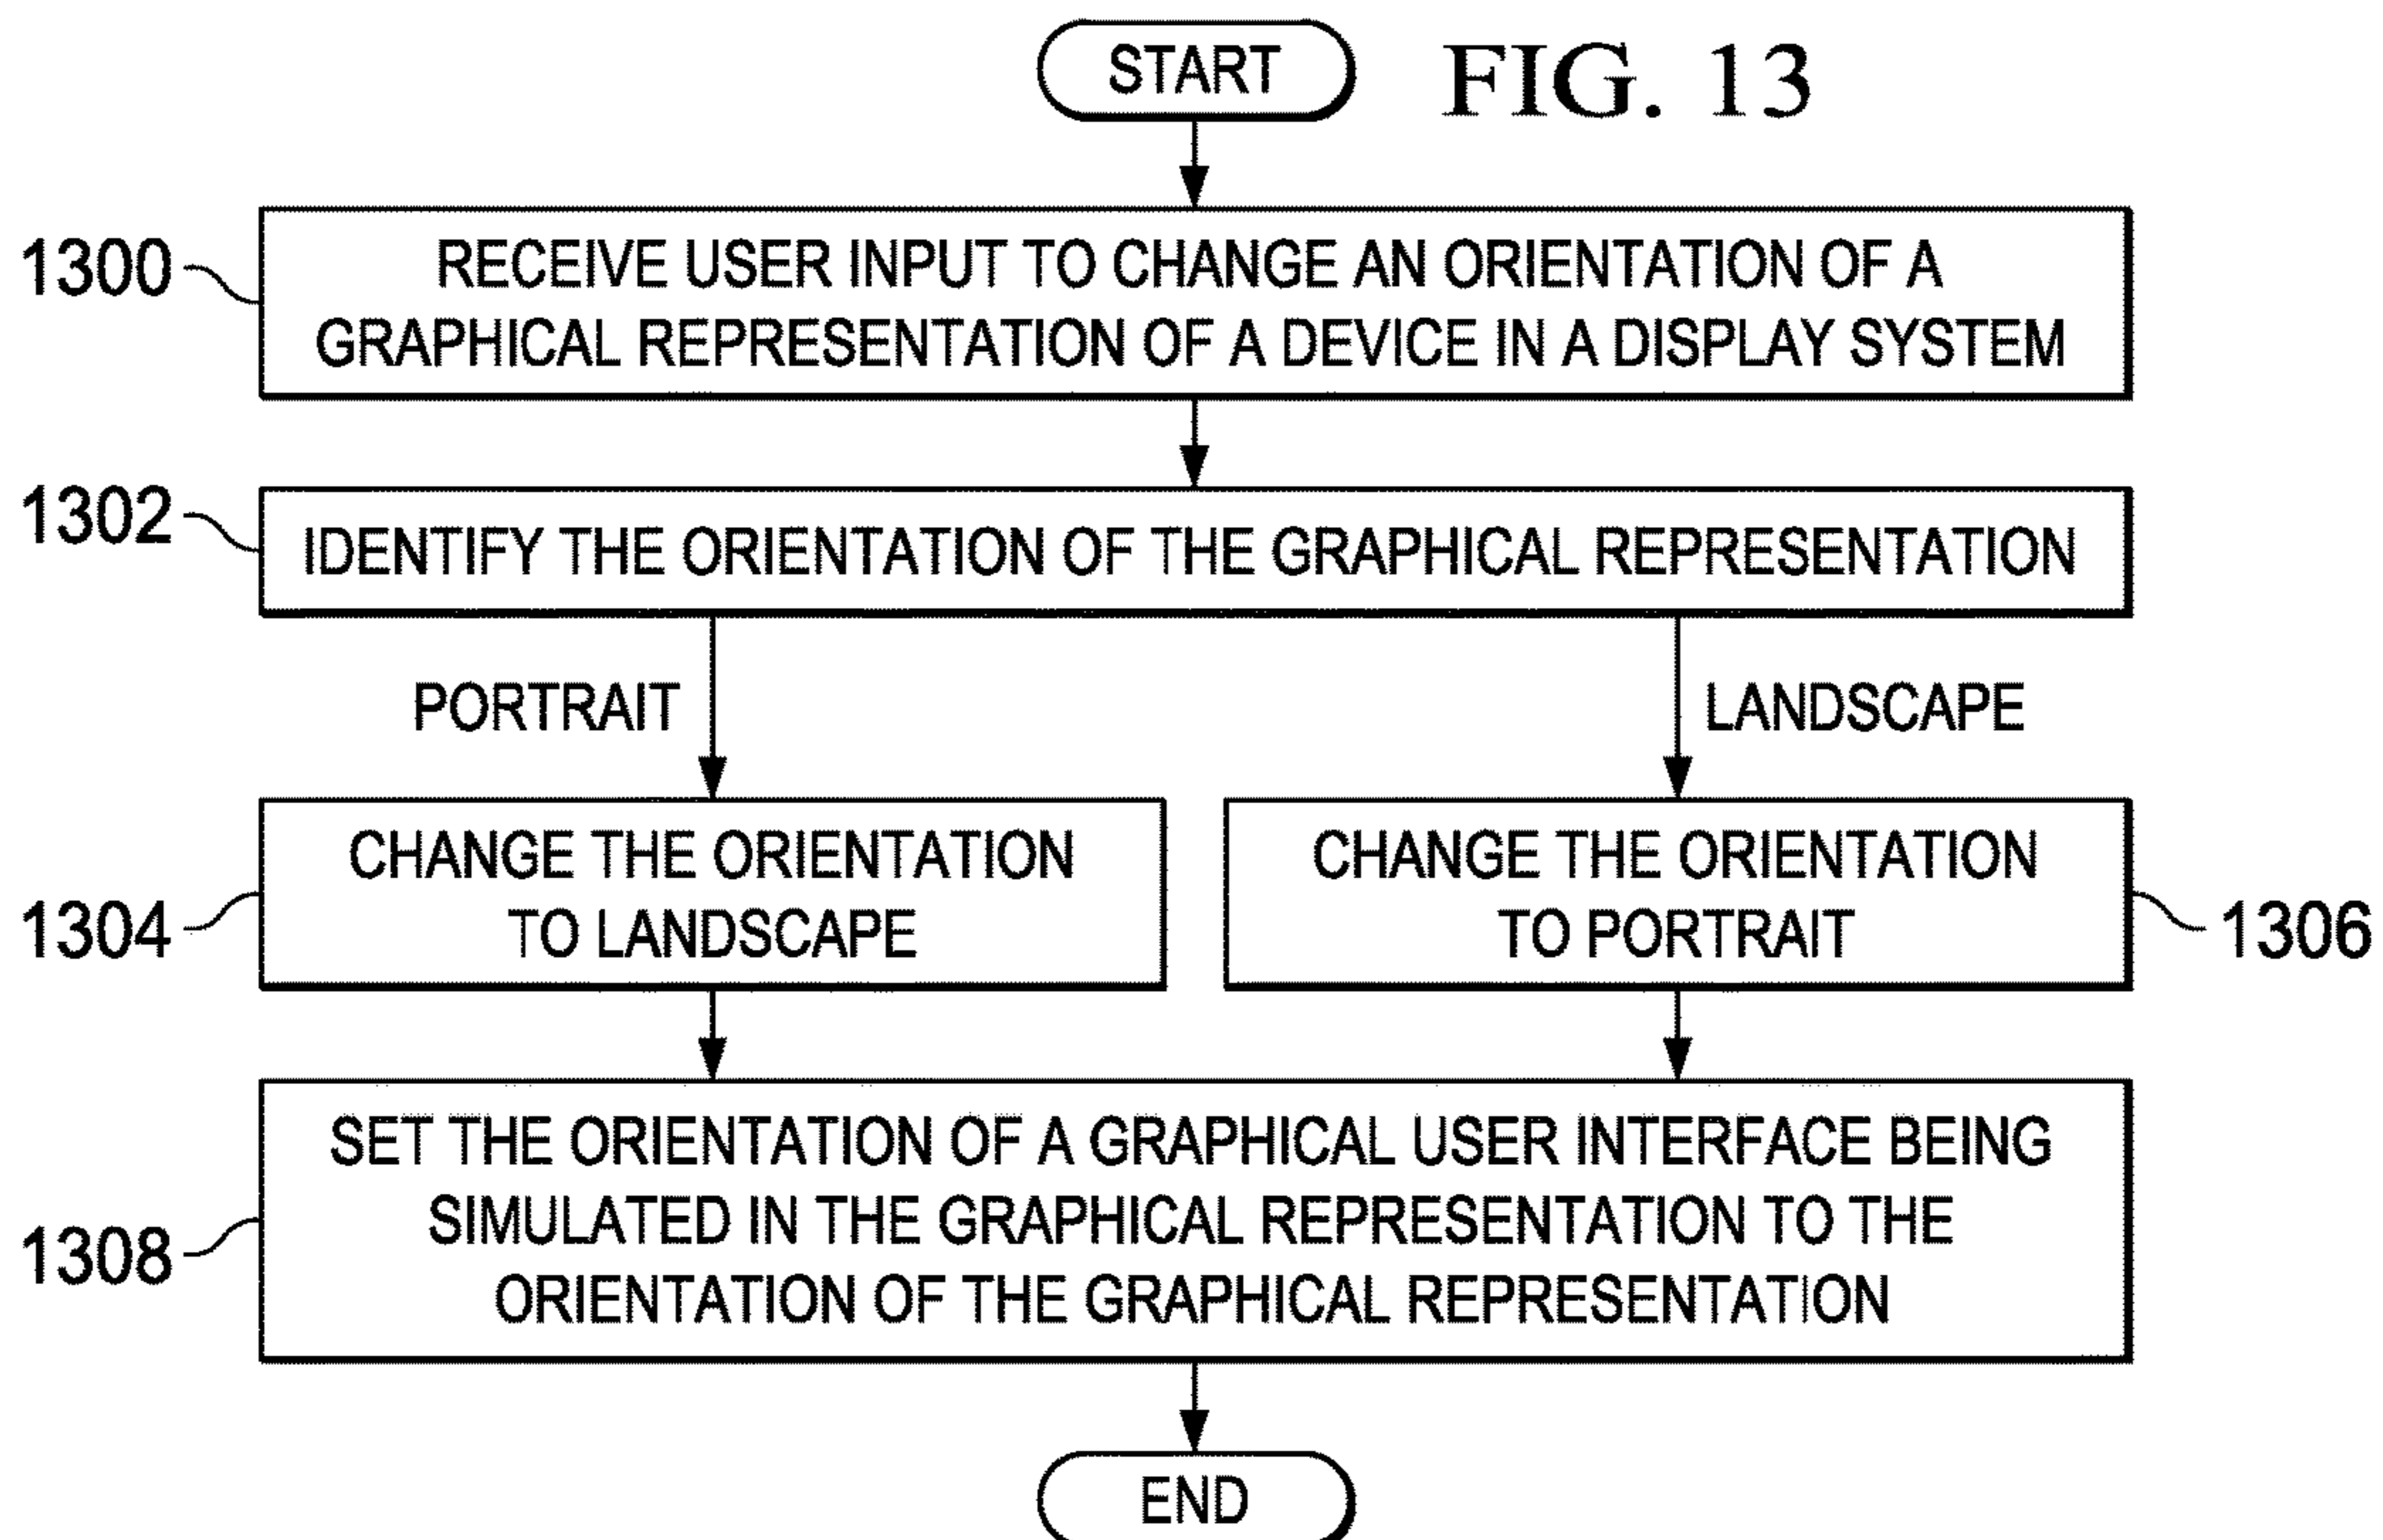 START
FIG. 13
1300
RECEIVE USER INPUT TO CHANGE AN ORIENTATION OF A
GRAPHICAL REPRESENTATION OF A DEVICE IN A DISPLAY SYSTEM
1302
IDENTIFY THE ORIENTATION OF THE GRAPHICAL REPRESENTATION
PORTRAIT
LANDSCAPE
CHANGE THE ORIENTATION
TO LANDSCAPE
1304
CHANGE THE ORIENTATION
TO PORTRAIT
1306
SET THE ORIENTATION OF A GRAPHICAL USER INTERFACE BEING
SIMULATED IN THE GRAPHICAL REPRESENTATION TO THE
ORIENTATION OF THE GRAPHICAL REPRESENTATION
1308
END